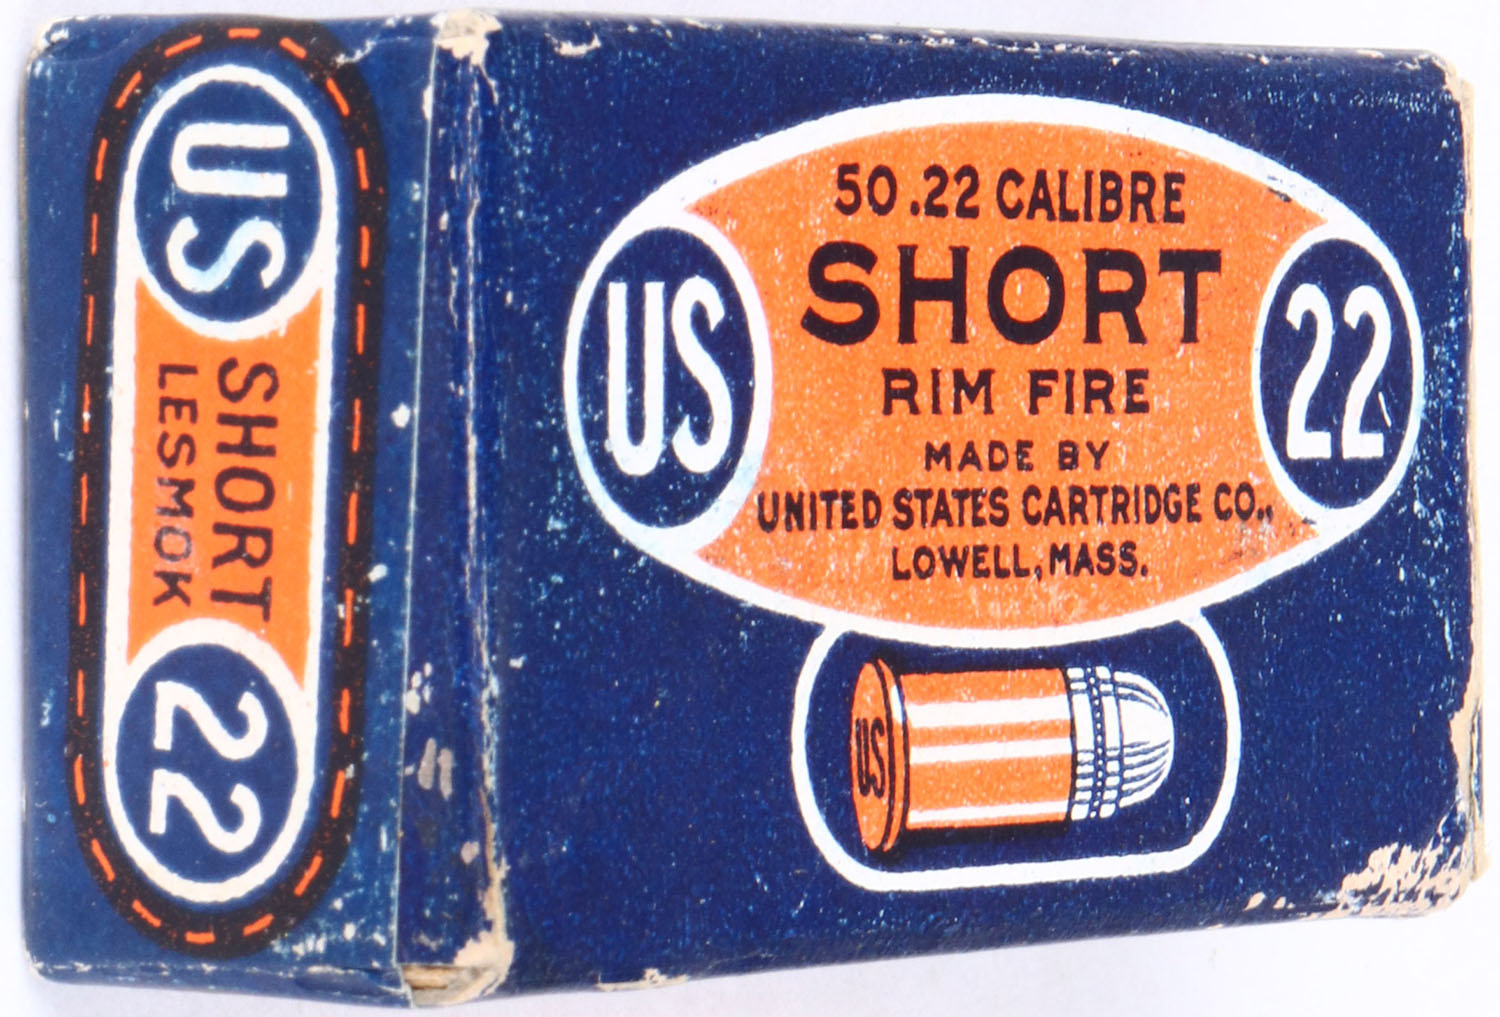 US
SHORT
LESMOK
22
50 .22 CALIBRE
SHORT
RIM FIRE
MADE BY
UNITED STATES CARTRIDGE CO.,
LOWELL, MASS.
US
22
US